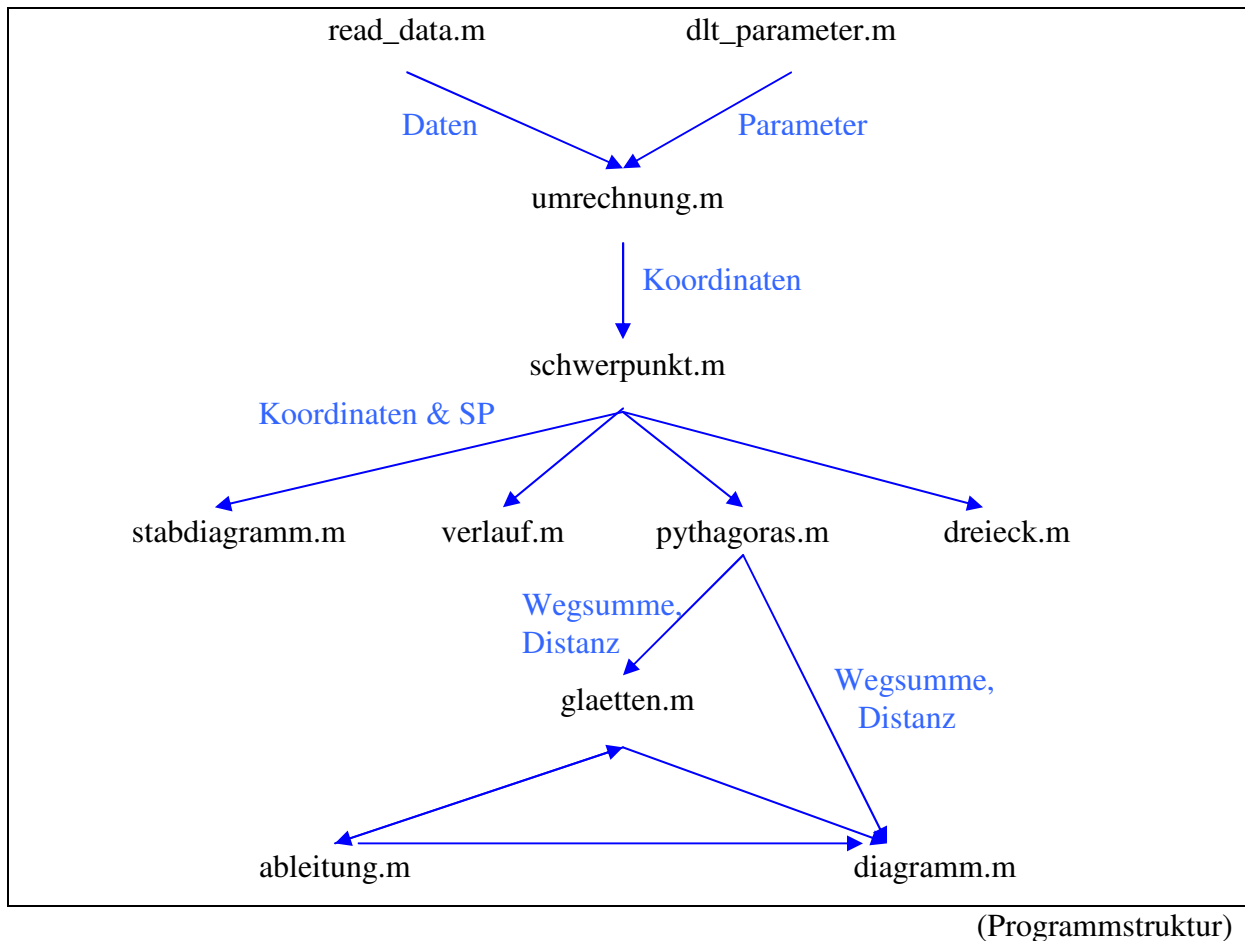 read_data.m
dlt_parameter.m
Daten
Parameter
umrechnung.m
Koordinaten
schwerpunkt.m
Koordinaten & SP
stabdiagramm.m
verlauf.m
pythagoras.m
dreieck.m
Wegsumme,
Distanz
glaetten.m
Wegsumme,
Distanz
ableitung.m
diagramm.m
(Programmstruktur)